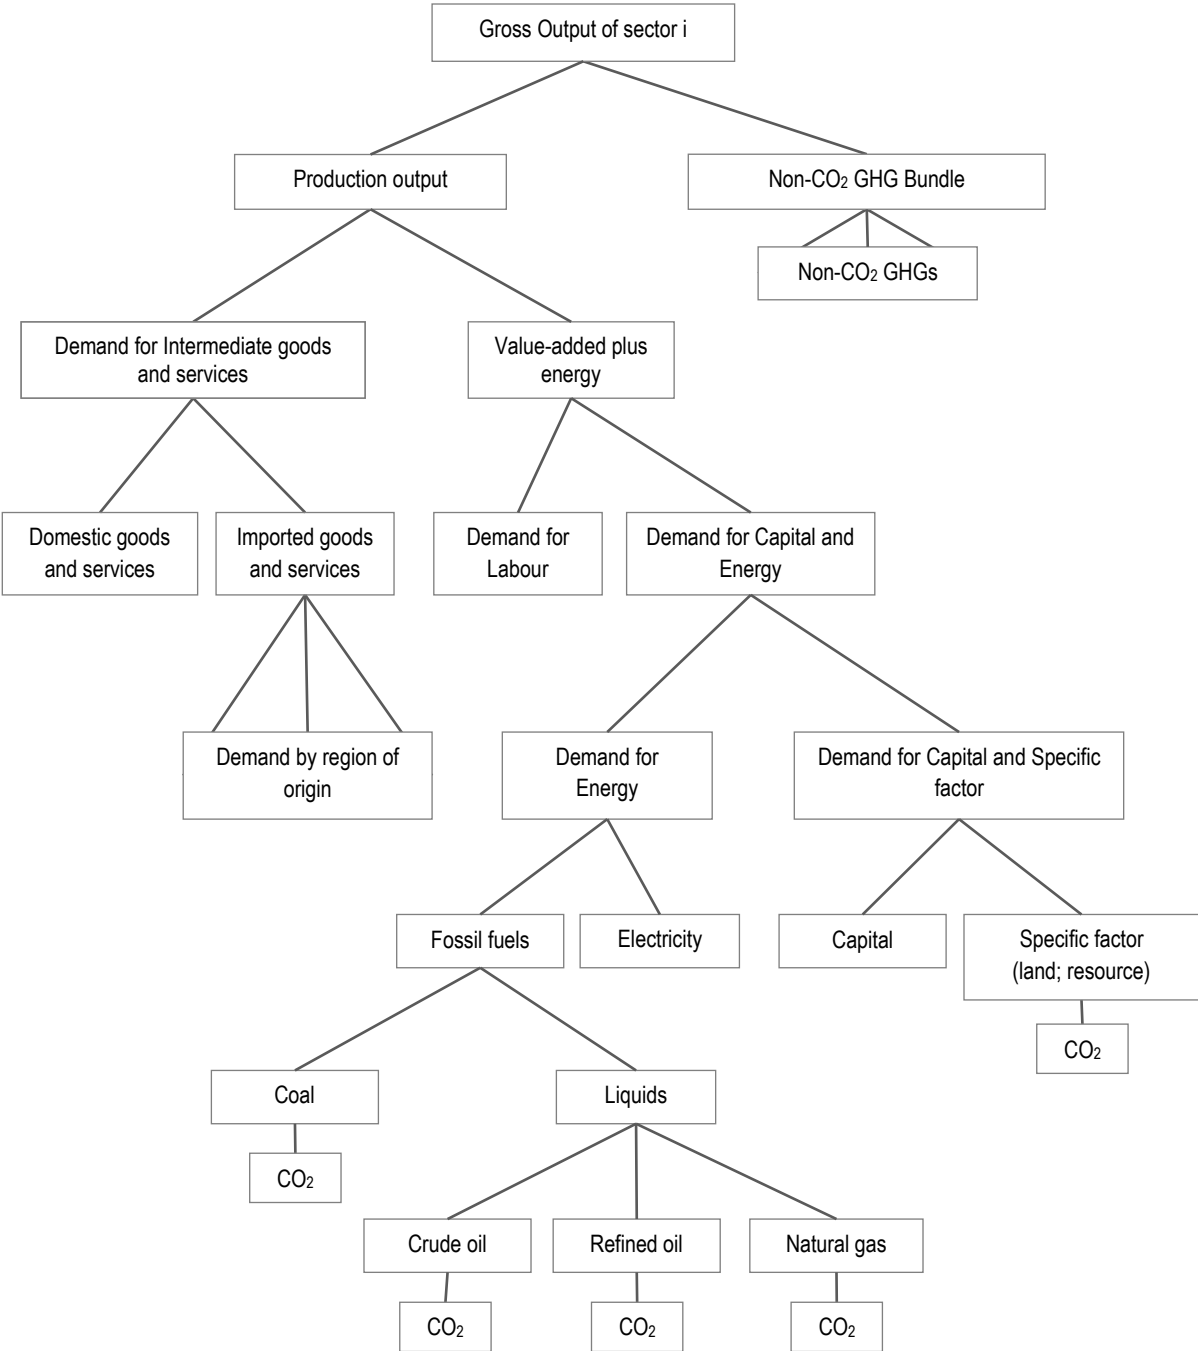 Gross Output of sector i
Production output
Non-CO₂ GHG Bundle
Non-CO₂ GHGs
Demand for Intermediate goods
and services
Value-added plus
energy
Domestic goods
and services
Imported goods
and services
Demand for
Labour
Demand for Capital and
Energy
Demand by region of
origin
Demand for
Energy
Demand for Capital and Specific
factor
Fossil fuels
Electricity
Capital
Specific factor
(land; resource)
CO₂
Coal
Liquids
CO₂
Crude oil
Refined oil
Natural gas
CO₂
CO₂
CO₂